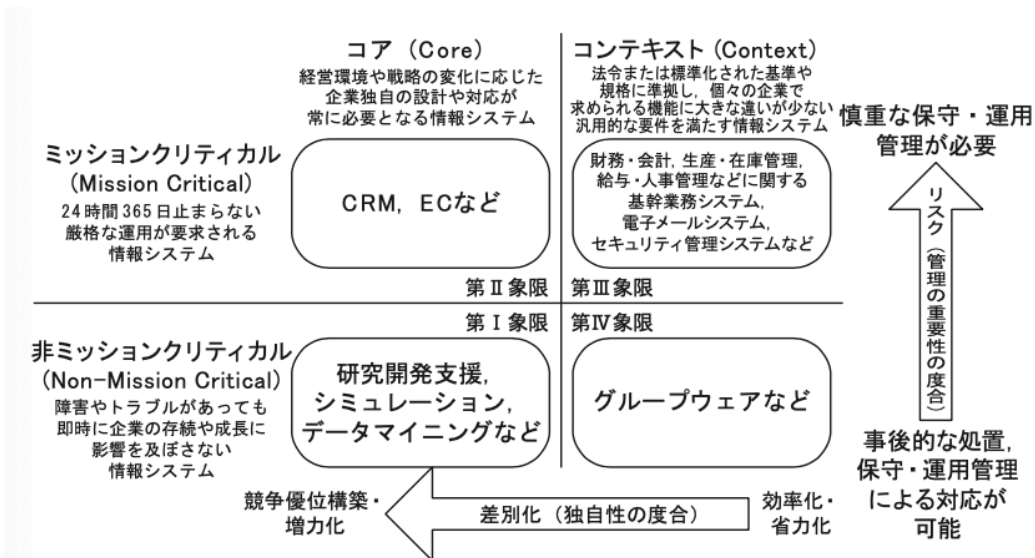 コア (Core)
経営環境や戦略の変化に応じた
企業独自の設計や対応が
常に必要となる情報システム
コンテキスト (Context)
法令または標準化された基準や
規格に準拠し，個々の企業で
求められる機能に大きな違いが少ない
汎用的な要件を満たす情報システム
ミッションクリティカル
(Mission Critical)
24時間365日止まらない
厳格な運用が要求される
情報システム
CRM，ECなど
第Ⅱ象限
財務・会計，生産・在庫管理，
給与・人事管理などに関する
基幹業務システム，
電子メールシステム，
セキュリティ管理システムなど
第Ⅲ象限
非ミッションクリティカル
(Non-Mission Critical)
障害やトラブルがあっても
即時に企業の存続や成長に
影響を及ぼさない
情報システム
第Ⅰ象限
研究開発支援，
シミュレーション，
データマイニングなど
第Ⅳ象限
グループウェアなど
慎重な保守・運用
管理が必要
リスク（管理の重要性の度合）
事後的な処置，
保守・運用管理
による対応が
可能
競争優位構築・
増力化
差別化（独自性の度合）
効率化・
省力化